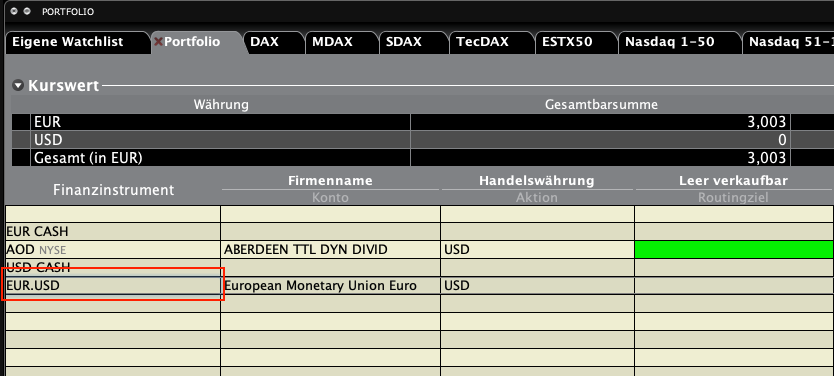 PORTFOLIO
Eigene Watchlist Portfolio DAX MDAX SDAX TecDAX ESTX50 Nasdaq 1-50 Nasdaq 51-1
Kurswert
Währung Gesamtbarsumme
EUR 3,003
USD 0
Gesamt (in EUR) 3,003
Finanzinstrument Firmenname Handelswährung Leer verkaufbar
Konto Aktion Routingziel
EUR CASH
AOD NYSE ABERDEEN TTL DYN DIVID USD
USD CASH
EUR.USD European Monetary Union Euro USD